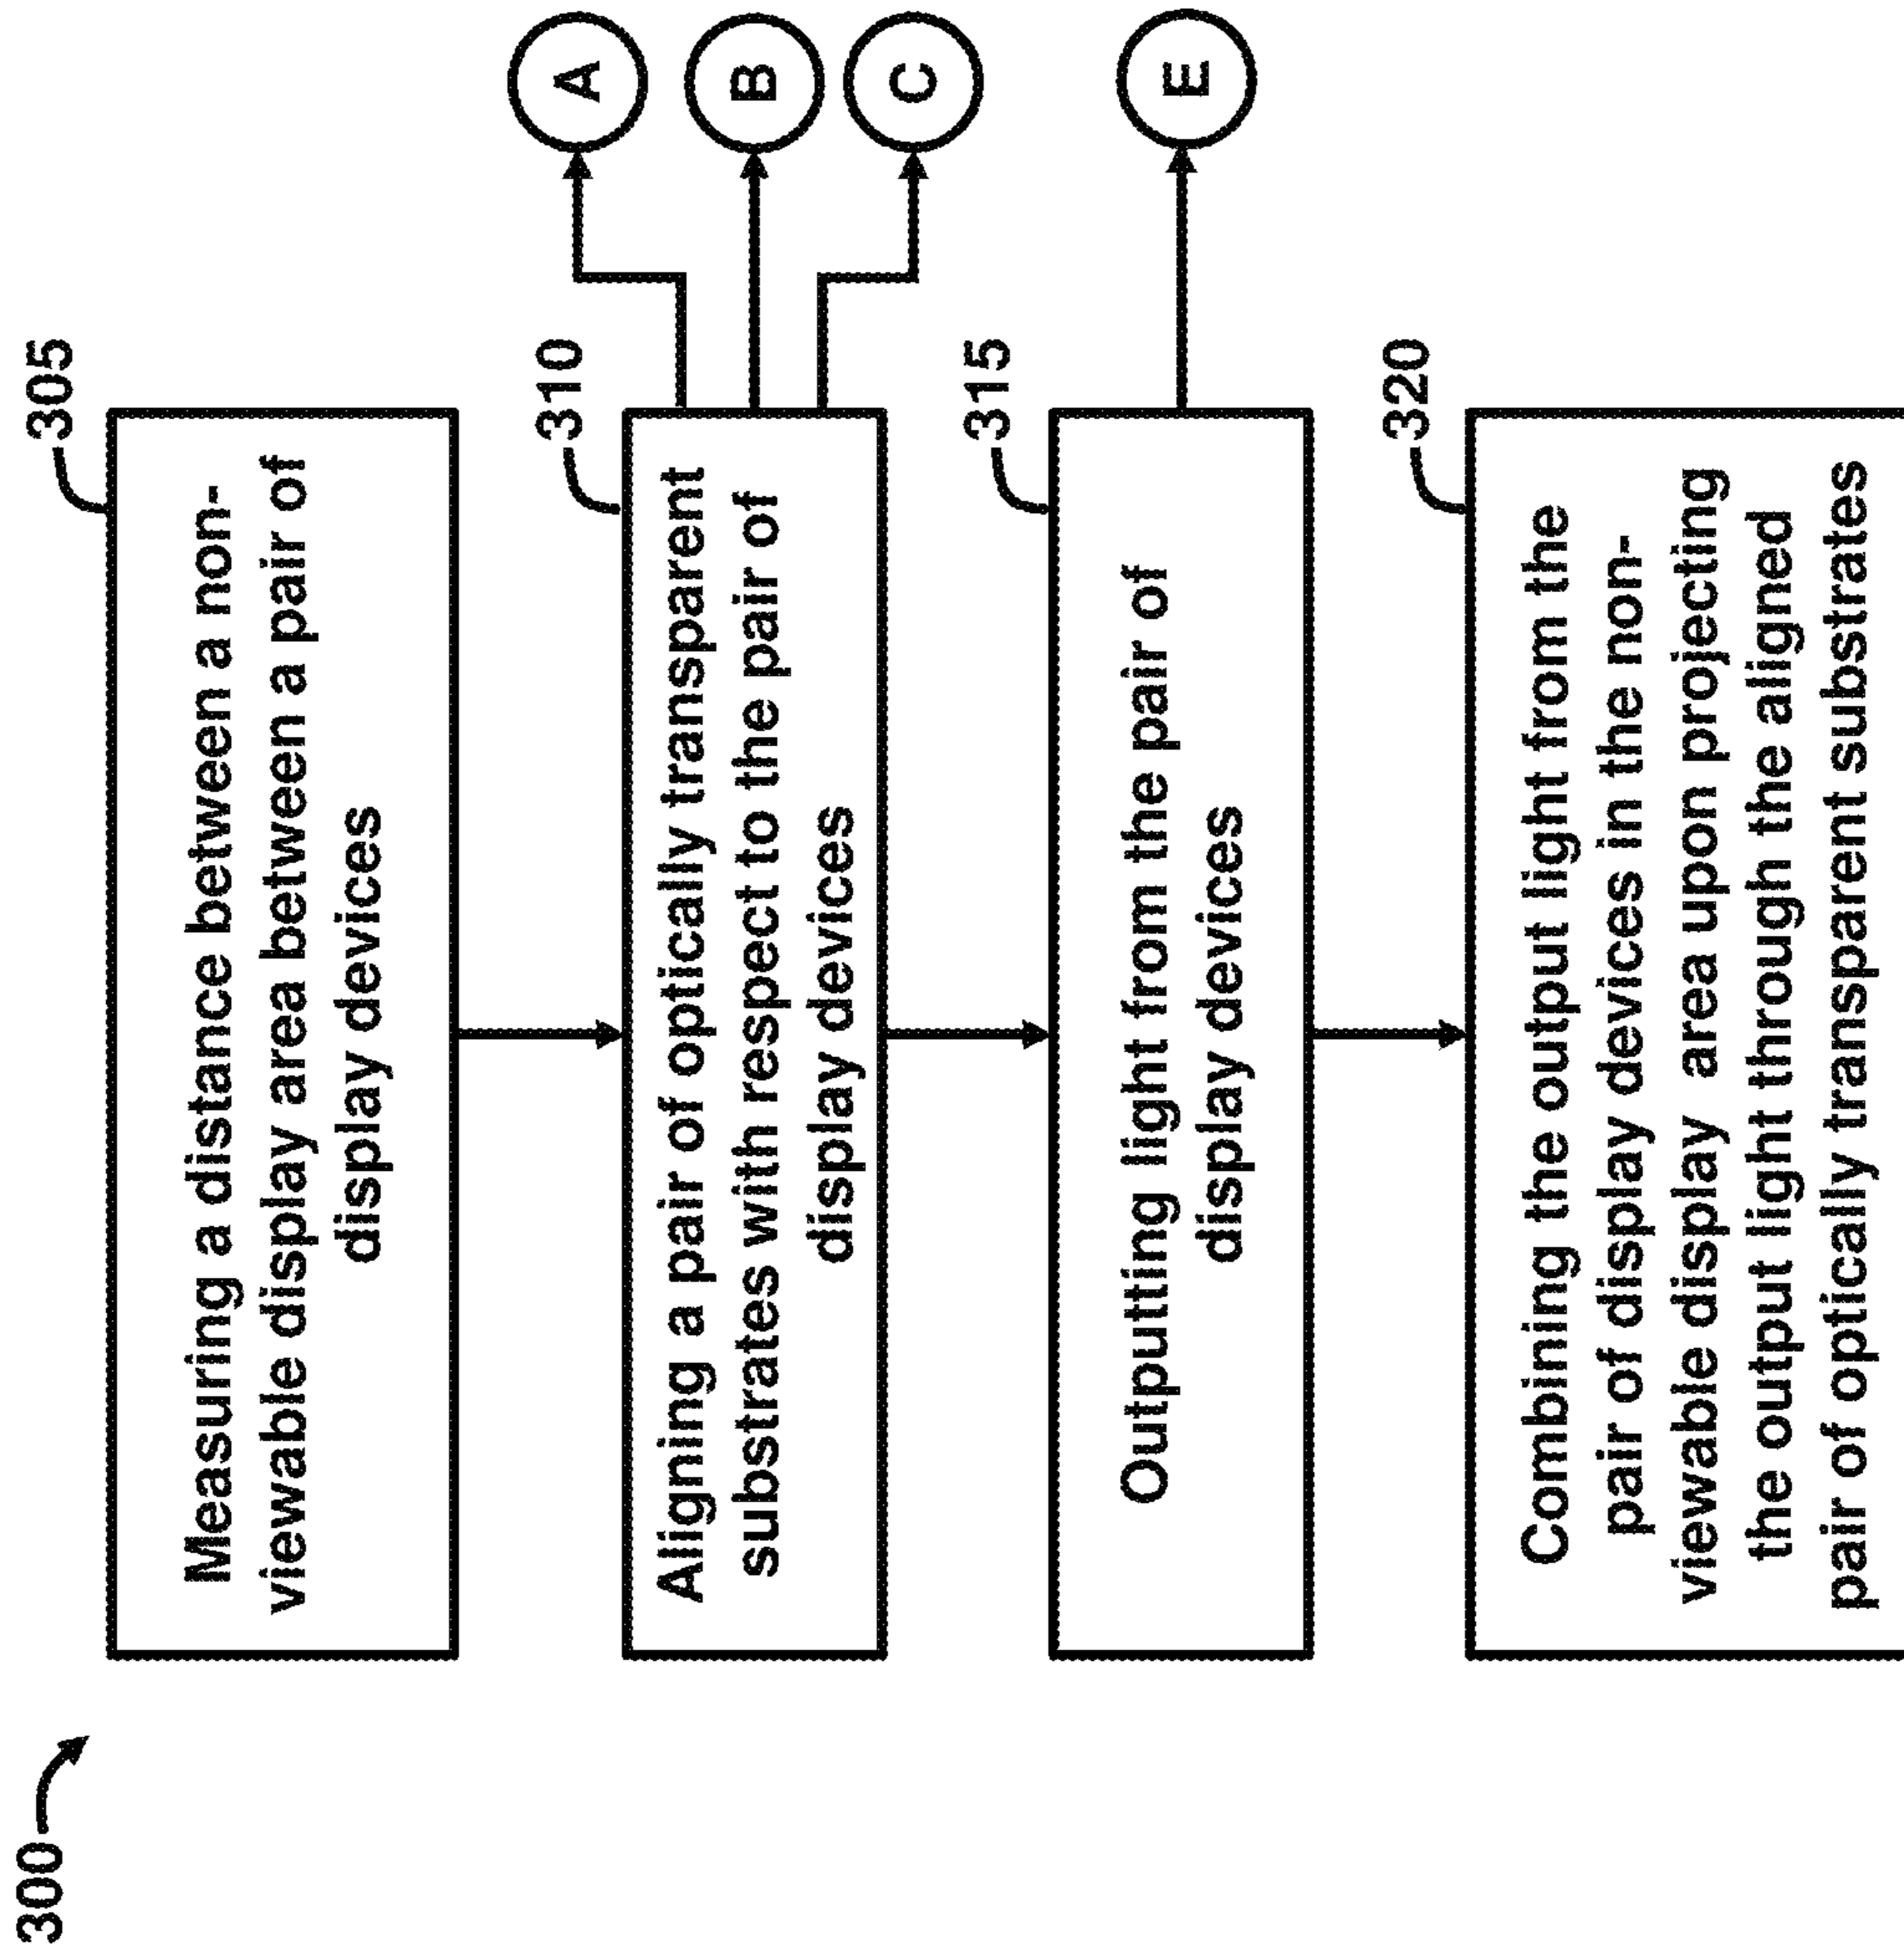 300
305
Measuring a distance between a non-
viewable display area between a pair of
display devices
310
Aligning a pair of optically transparent
substrates with respect to the pair of
display devices
A
B
C
315
Outputting light from the pair of
display devices
E
320
Combining the output light from the
pair of display devices in the non-
viewable display area upon projecting
the output light through the aligned
pair of optically transparent substrates